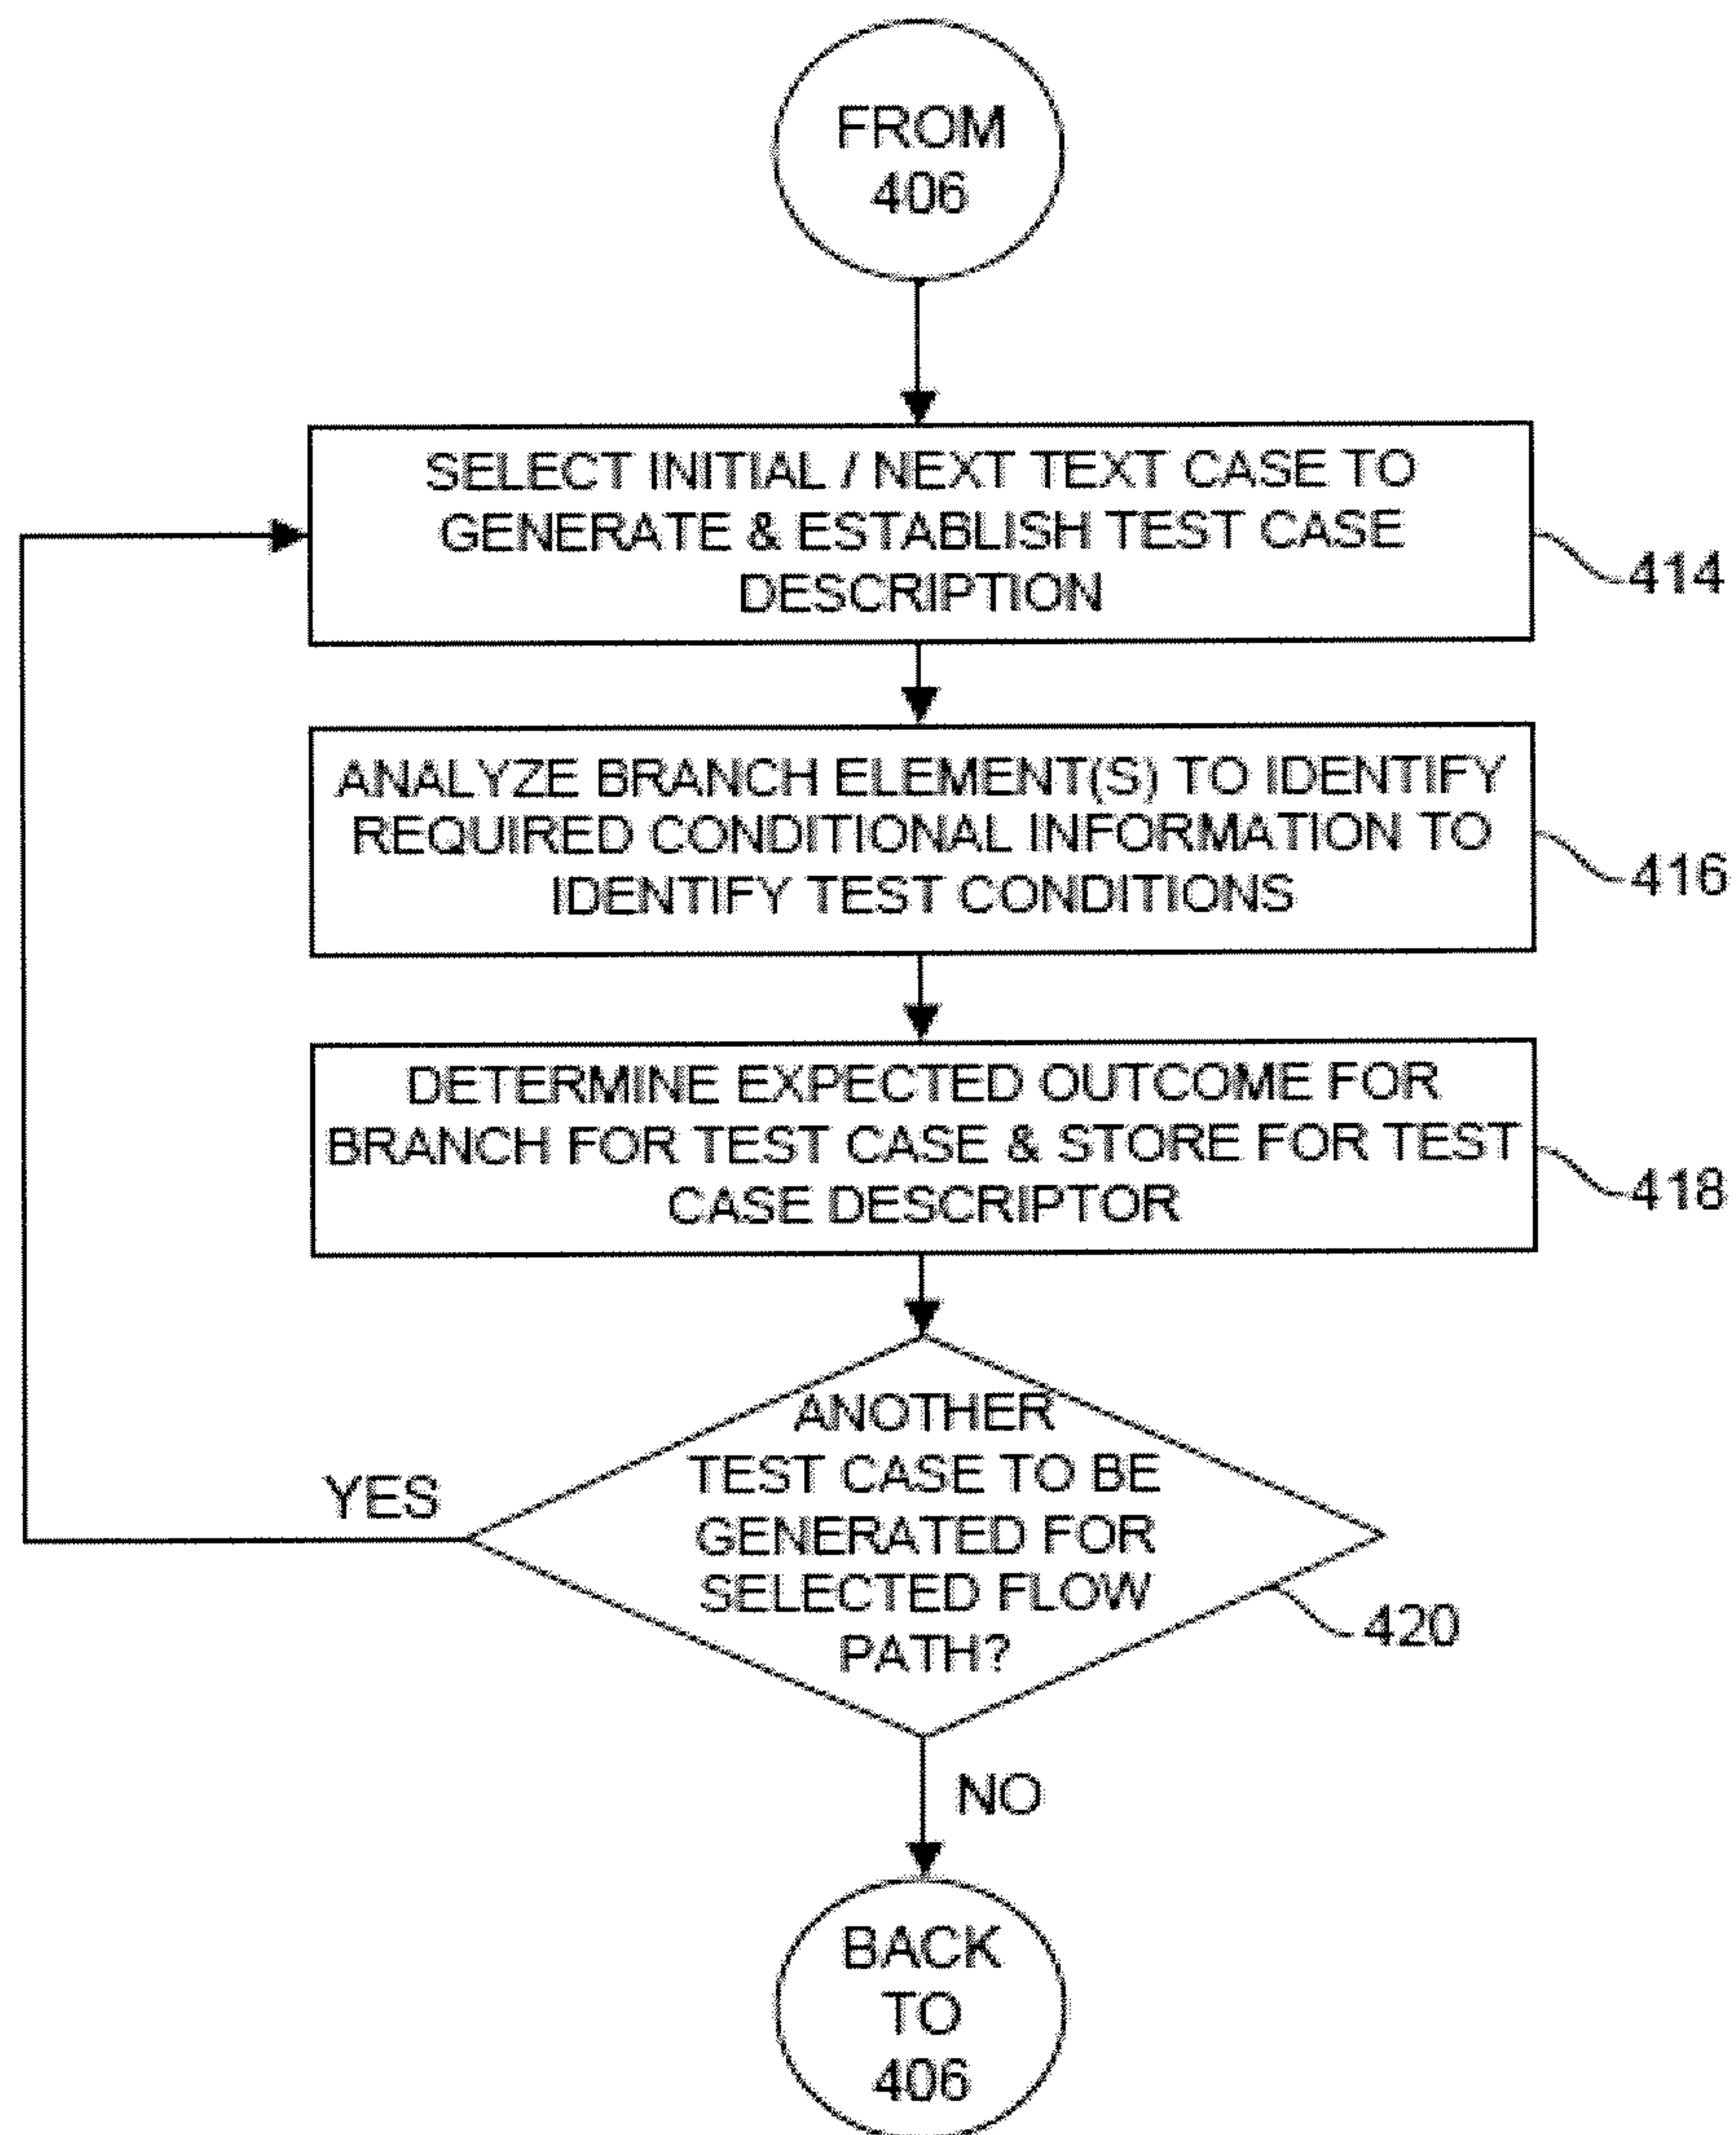 FROM
406
SELECT INITIAL / NEXT TEXT CASE TO
GENERATE & ESTABLISH TEST CASE
DESCRIPTION
414
ANALYZE BRANCH ELEMENT(S) TO IDENTIFY
REQUIRED CONDITIONAL INFORMATION TO
IDENTIFY TEST CONDITIONS
416
DETERMINE EXPECTED OUTCOME FOR
BRANCH FOR TEST CASE & STORE FOR TEST
CASE DESCRIPTOR
418
ANOTHER
TEST CASE TO BE
GENERATED FOR
SELECTED FLOW
PATH?
YES
420
NO
BACK
TO
406